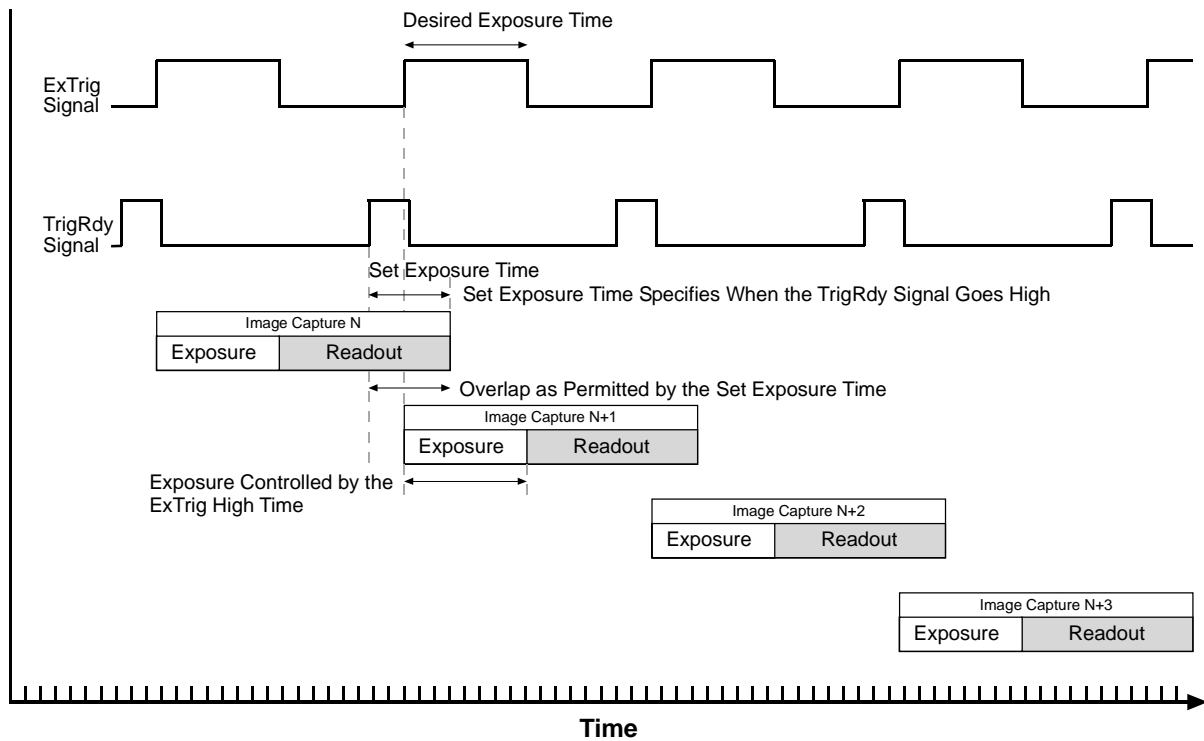 Desired Exposure Time
ExTrig
Signal
TrigRdy
Signal
Set Exposure Time
Set Exposure Time Specifies When the TrigRdy Signal Goes High
Image Capture N
Exposure Readout
Overlap as Permitted by the Set Exposure Time
Image Capture N+1
Exposure Readout
Exposure Controlled by the
ExTrig High Time
Image Capture N+2
Exposure Readout
Image Capture N+3
Exposure Readout
Time